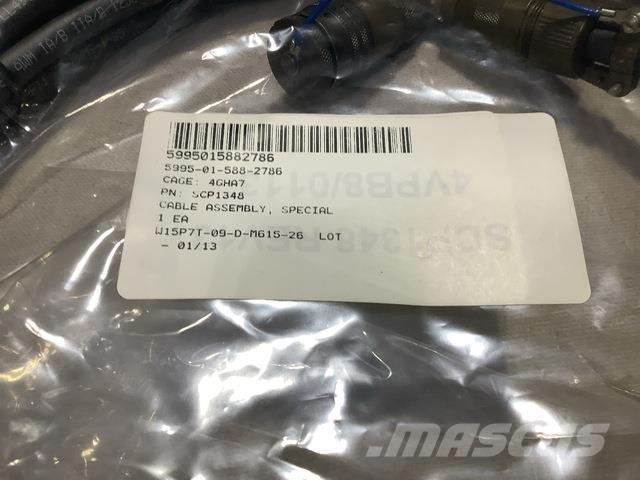 5995015882786
5995-01-588-2786
CAGE: 4GHA7
PN: SCP1348
CABLE ASSEMBLY, SPECIAL
1 EA
W15P7T-09-D-M615-26 LOT
- 01/13
MASCUS